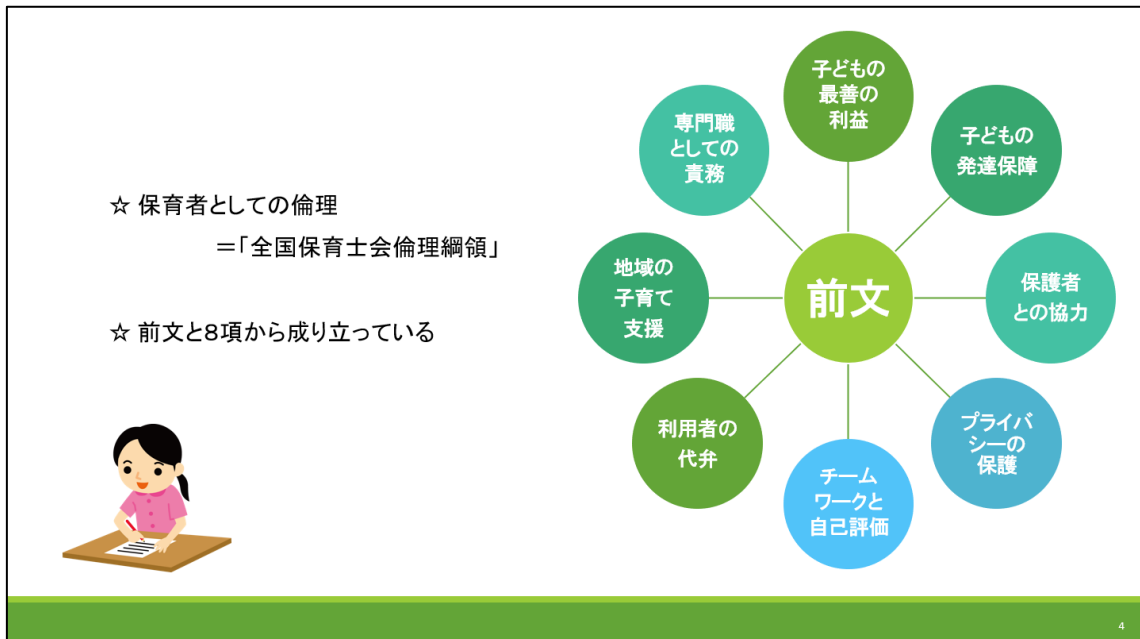 ☆ 保育者としての倫理
＝「全国保育士会倫理綱領」
☆ 前文と８項から成り立っている
前文
子どもの
最善の
利益
子どもの
発達保障
保護者
との協力
プライバ
シーの
保護
チーム
ワークと
自己評価
利用者の
代弁
地域の
子育て
支援
専門職
としての
責務
4